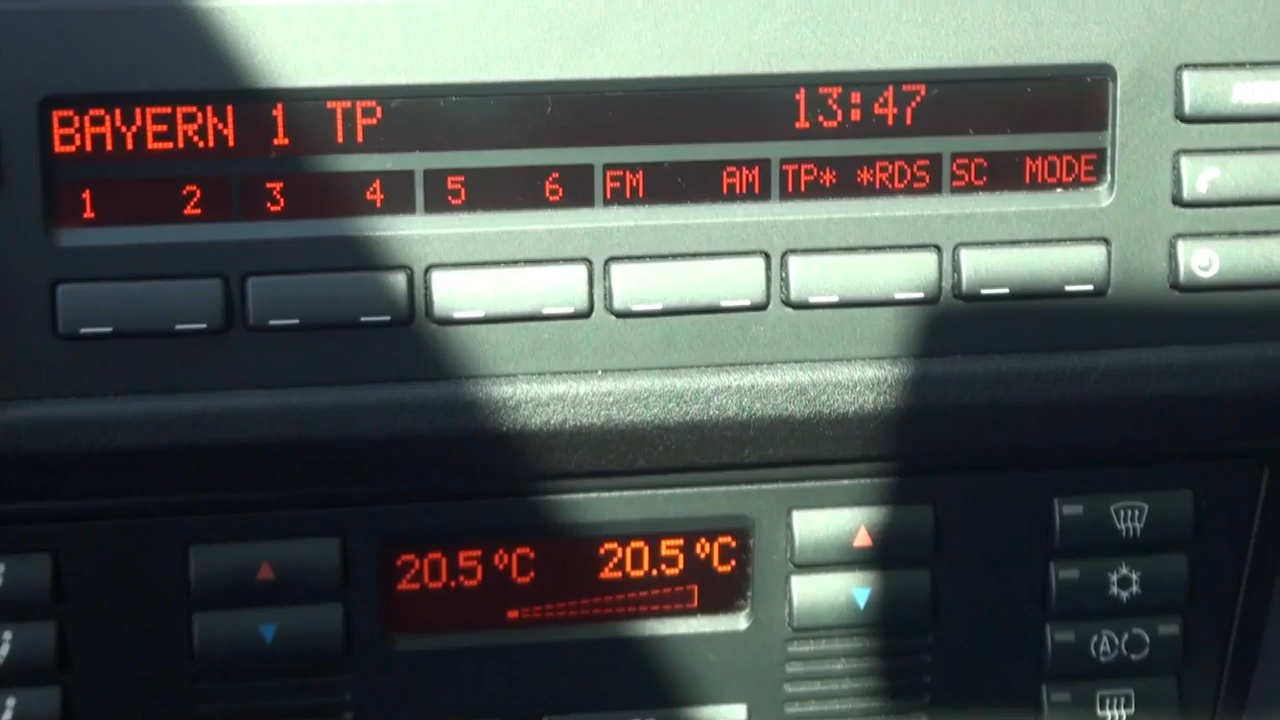 BAYERN 1 TP 13:47
1 2 3 4 5 6 FM AM TP* *RDS SC MODE
20.5°C 20.5°C
A